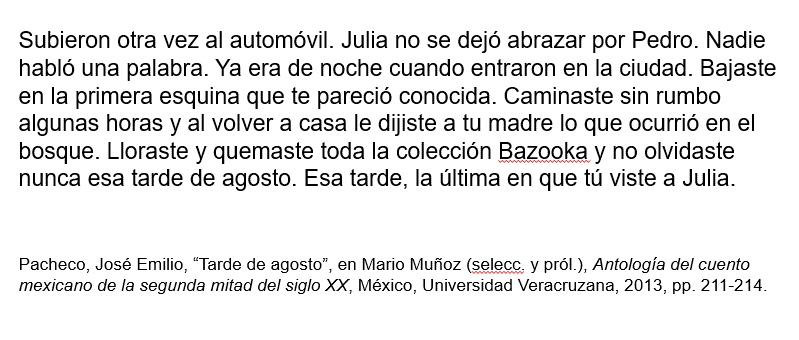 Subieron otra vez al automóvil. Julia no se dejó abrazar por Pedro. Nadie
habló una palabra. Ya era de noche cuando entraron en la ciudad. Bajaste
en la primera esquina que te pareció conocida. Caminaste sin rumbo
algunas horas y al volver a casa le dijiste a tu madre lo que ocurrió en el
bosque. Lloraste y quemaste toda la colección Bazooka y no olvidaste
nunca esa tarde de agosto. Esa tarde, la última en que tú viste a Julia.
Pacheco, José Emilio, “Tarde de agosto”, en Mario Muñoz (selecc. y pról.), Antología del cuento
mexicano de la segunda mitad del siglo XX, México, Universidad Veracruzana, 2013, pp. 211-214.